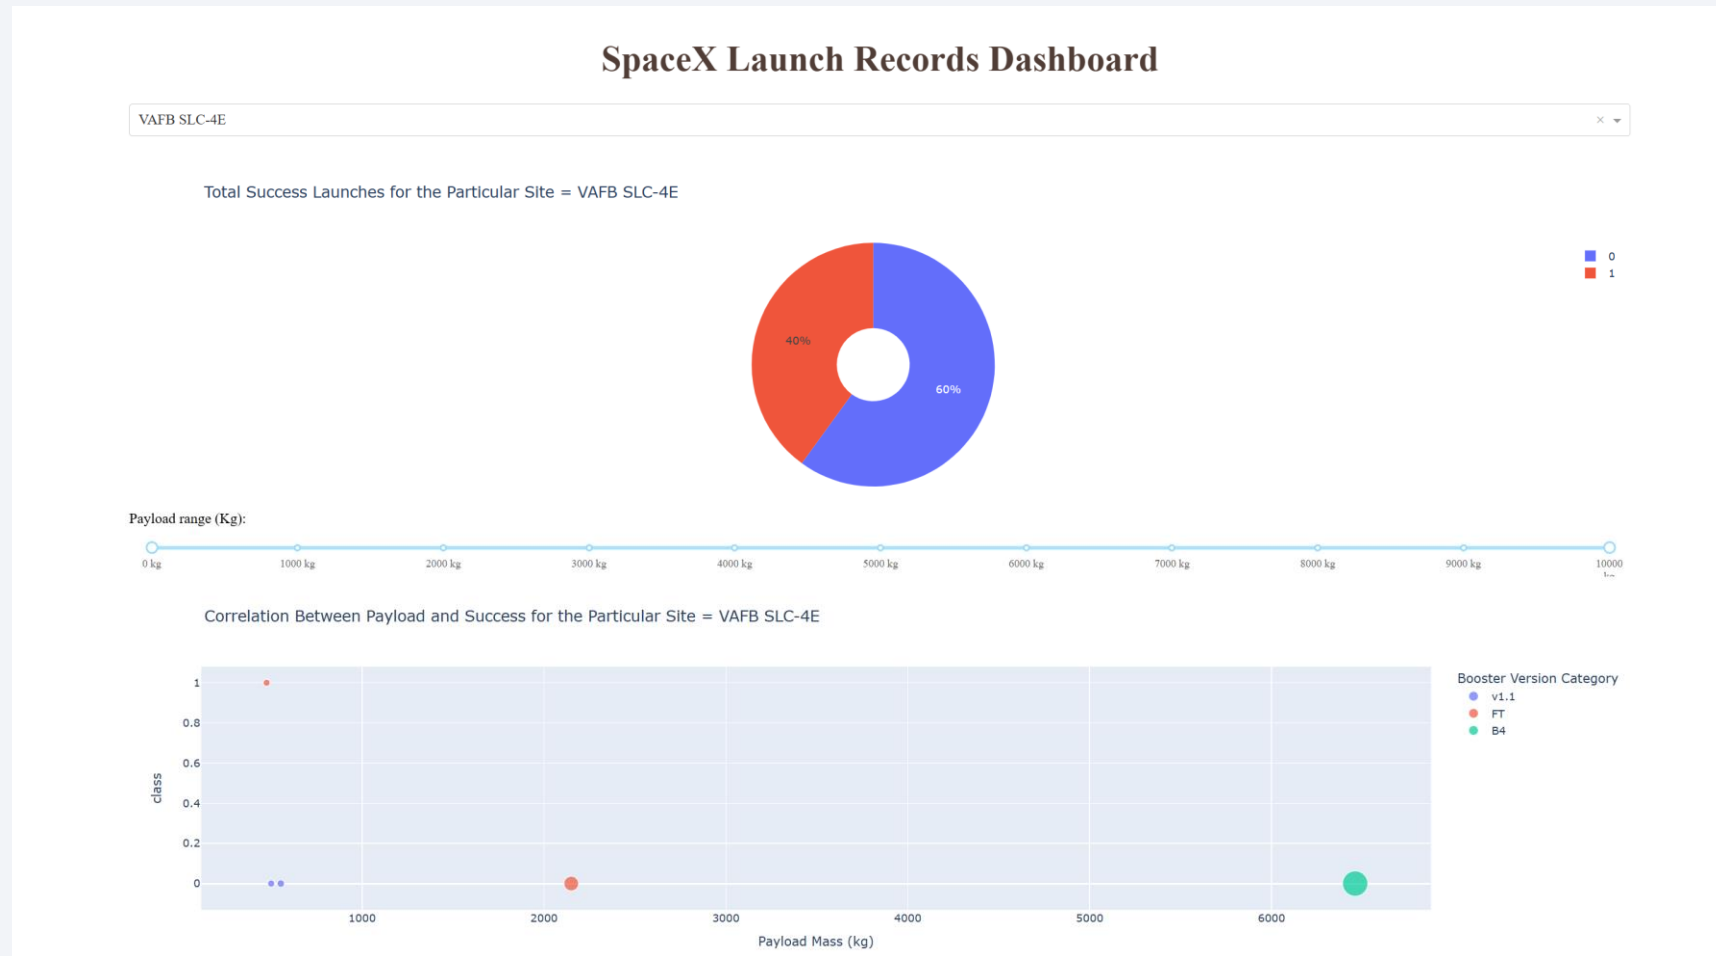 SpaceX Launch Records Dashboard
VAFB SLC-4E
×
Total Success Launches for the Particular Site = VAFB SLC-4E
0
1
40%
60%
Payload range (Kg):
0 kg 1000 kg 2000 kg 3000 kg 4000 kg 5000 kg 6000 kg 7000 kg 8000 kg 9000 kg 10000
Correlation Between Payload and Success for the Particular Site = VAFB SLC-4E
Booster Version Category
v1.1
FT
B4
1
0.8
0.6
0.4
0.2
0
class
1000 2000 3000 4000 5000 6000
Payload Mass (kg)